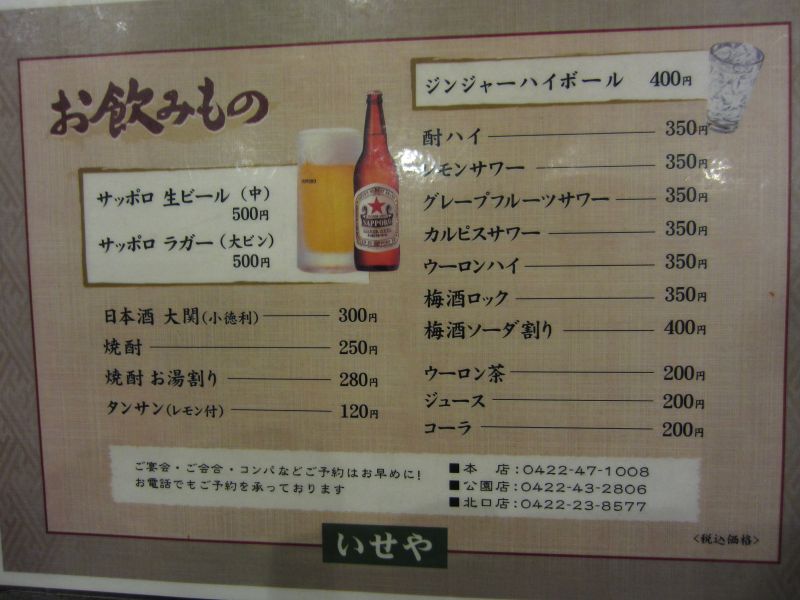 お飲みもの
サッポロ 生ビール（中）
500円
サッポロ ラガー（大ビン）
500円
SAPPORO
日本酒 大関(小徳利) 300円
焼酎 250円
焼酎 お湯割り 280円
タンサン(レモン付) 120円
ジンジャーハイボール 400円
酎ハイ 350円
レモンサワー 350円
グレープフルーツサワー 350円
カルピスサワー 350円
ウーロンハイ 350円
梅酒ロック 350円
梅酒ソーダ割り 400円
ウーロン茶 200円
ジュース 200円
コーラ 200円
ご宴会・ご会合・コンパなどご予約はお早めに!
お電話でもご予約を承っております
■本 店:0422-47-1008
■公園店:0422-43-2806
■北口店:0422-23-8577
いせや
<税込価格>